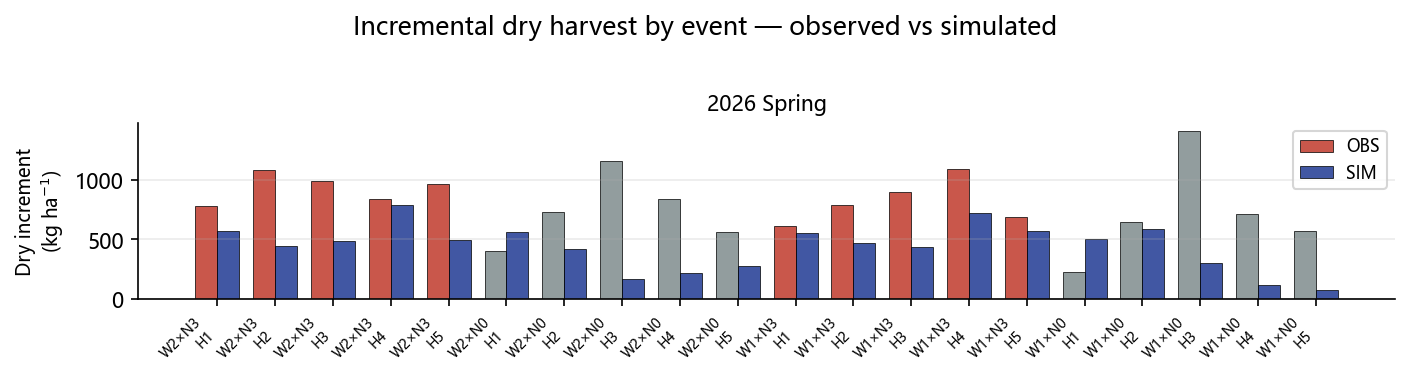 Incremental dry harvest by event — observed vs simulated
2026 Spring
Dry increment
(kg ha⁻¹)
1000
500
0
OBS
SIM
W2×N3
H1
W2×N3
H2
W2×N3
H3
W2×N3
H4
W2×N3
H5
W2×N0
H1
W2×N0
H2
W2×N0
H3
W2×N0
H4
W2×N0
H5
W1×N3
H1
W1×N3
H2
W1×N3
H3
W1×N3
H4
W1×N3
H5
W1×N0
H1
W1×N0
H2
W1×N0
H3
W1×N0
H4
W1×N0
H5